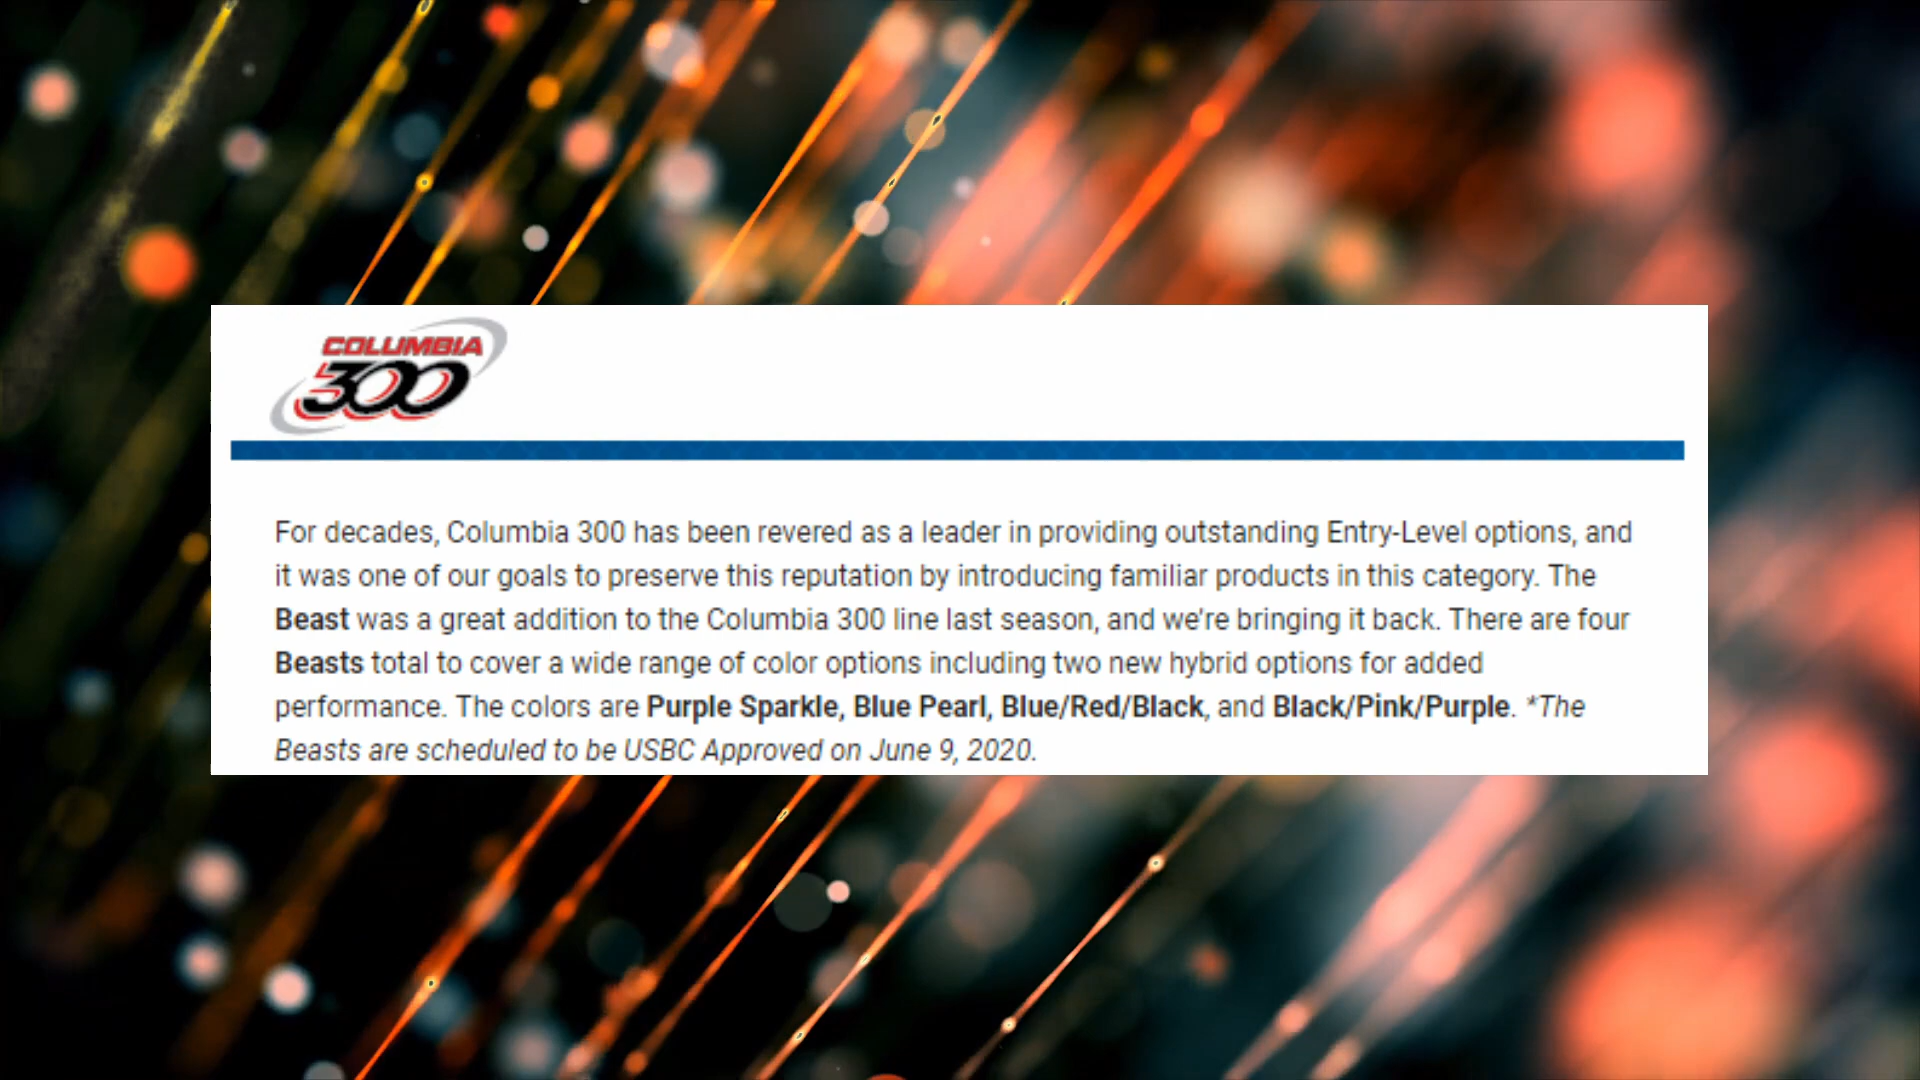 COLUMBIA
300
For decades, Columbia 300 has been revered as a leader in providing outstanding Entry-Level options, and
it was one of our goals to preserve this reputation by introducing familiar products in this category. The
Beast was a great addition to the Columbia 300 line last season, and we're bringing it back. There are four
Beasts total to cover a wide range of color options including two new hybrid options for added
performance. The colors are Purple Sparkle, Blue Pearl, Blue/Red/Black, and Black/Pink/Purple. *The
Beasts are scheduled to be USBC Approved on June 9, 2020.